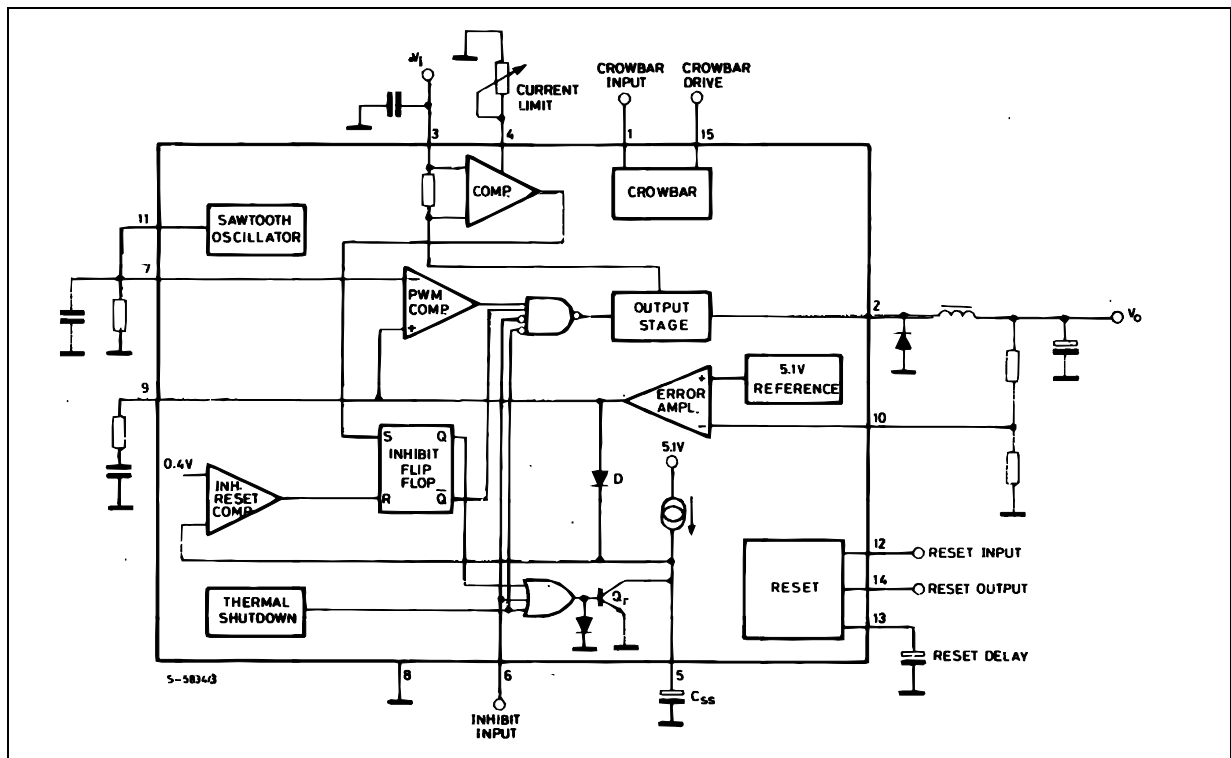 +Vi
CURRENT
LIMIT
CROWBAR
INPUT
CROWBAR
DRIVE
3
4
1
15
COMP.
CROWBAR
11
SAWTOOTH
OSCILLATOR
7
-
PWM
COMP.
+
OUTPUT
STAGE
2
Vo
9
+
ERROR
AMPL.
-
5.1V
REFERENCE
10
0.4V
INH.
RESET
COMP.
S
Q
INHIBIT
FLIP
FLOP
R
Q̅
D
5.1V
THERMAL
SHUTDOWN
Qr
RESET
12
RESET INPUT
14
RESET OUTPUT
13
RESET DELAY
8
6
5
Css
INHIBIT
INPUT